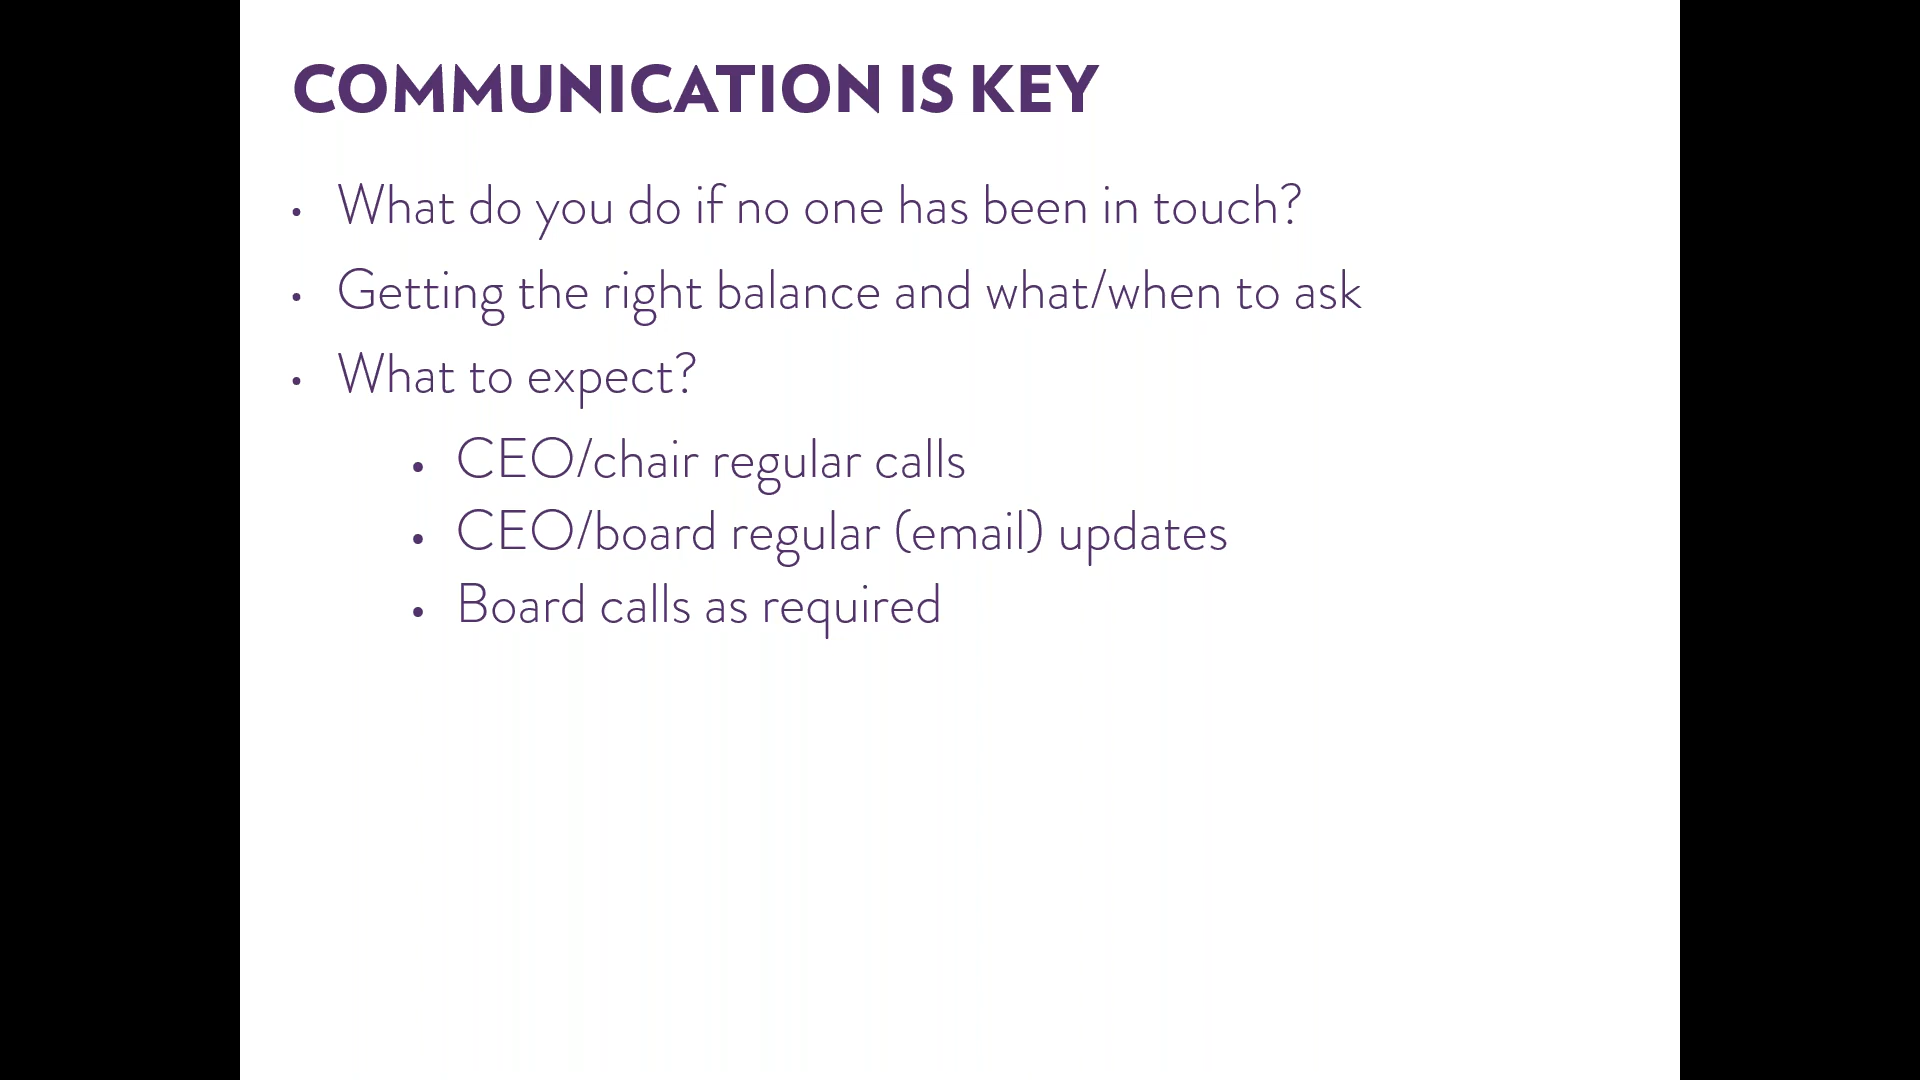 COMMUNICATION IS KEY
• What do you do if no one has been in touch?
• Getting the right balance and what/when to ask
• What to expect?
• CEO/chair regular calls
• CEO/board regular (email) updates
• Board calls as required